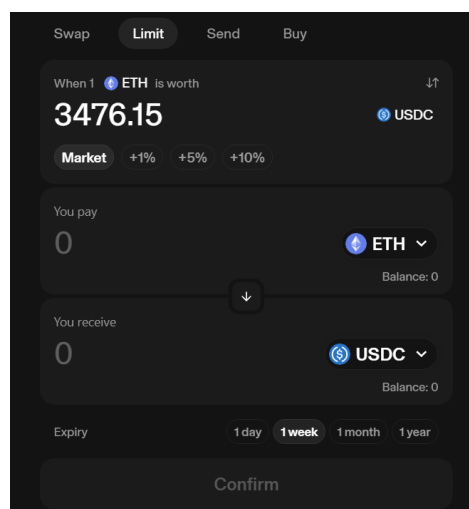 Swap Limit Send Buy
When 1 ETH is worth
3476.15 USDC
Market +1% +5% +10%
You pay
0 ETH
Balance: 0
You receive
0 USDC
Balance: 0
Expiry 1 day 1 week 1 month 1 year
Confirm